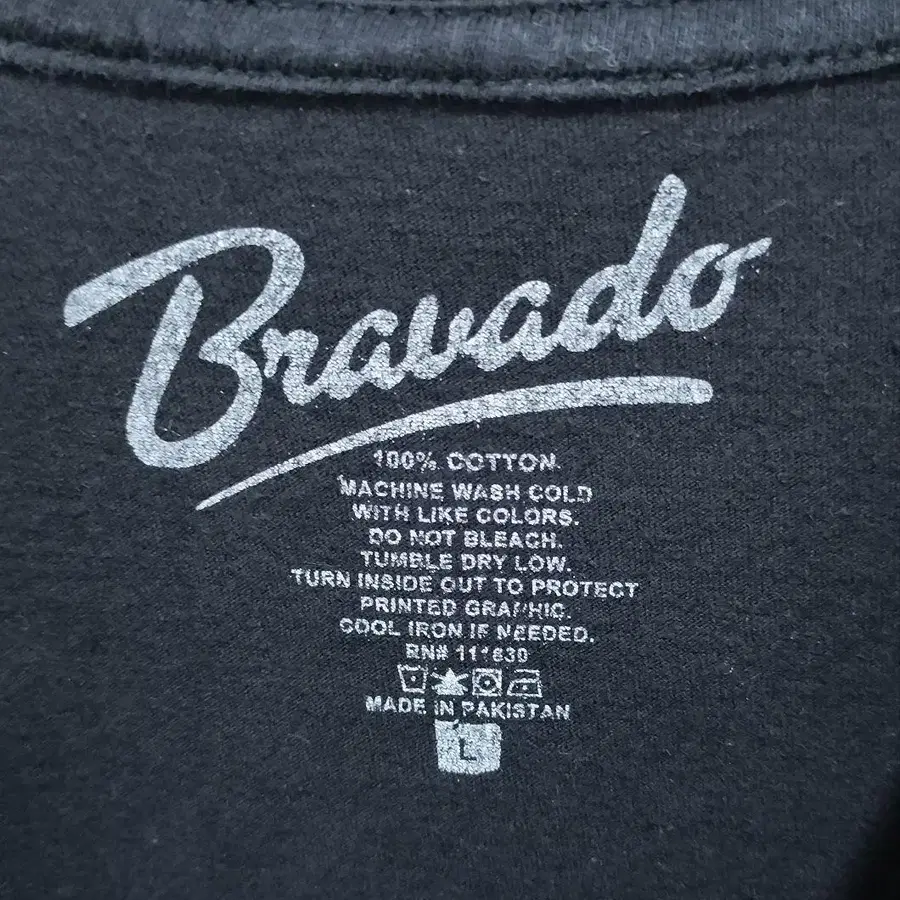 Bravado
100% COTTON.
MACHINE WASH COLD
WITH LIKE COLORS.
DO NOT BLEACH.
TUMBLE DRY LOW.
TURN INSIDE OUT TO PROTECT
PRINTED GRAPHIC.
COOL IRON IF NEEDED.
RN#
MADE IN PAKISTAN
L